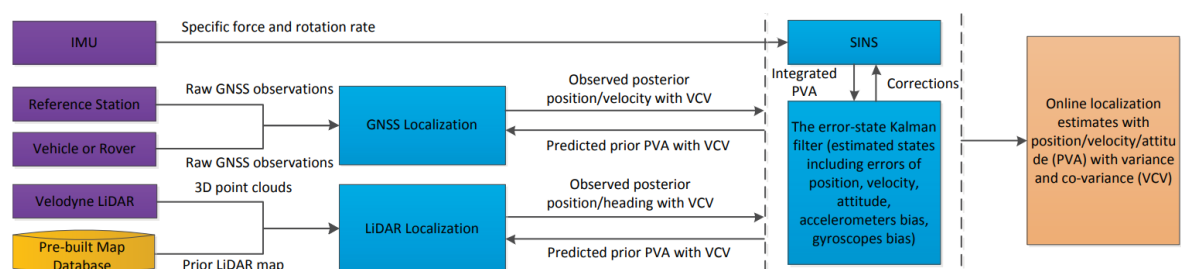 IMU
Specific force and rotation rate
SINS
Integrated
PVA
Corrections
Reference Station
Raw GNSS observations
Vehicle or Rover
Raw GNSS observations
GNSS Localization
Observed posterior
position/velocity with VCV
Predicted prior PVA with VCV
3D point clouds
Velodyne LiDAR
Pre-built Map
Database
Prior LiDAR map
LiDAR Localization
Observed posterior
position/heading with VCV
Predicted prior PVA with VCV
The error-state Kalman
filter (estimated states
including errors of
position, velocity,
attitude,
accelerometers bias,
gyroscopes bias)
Online localization
estimates with
position/velocity/attitu
de (PVA) with variance
and co-variance (VCV)